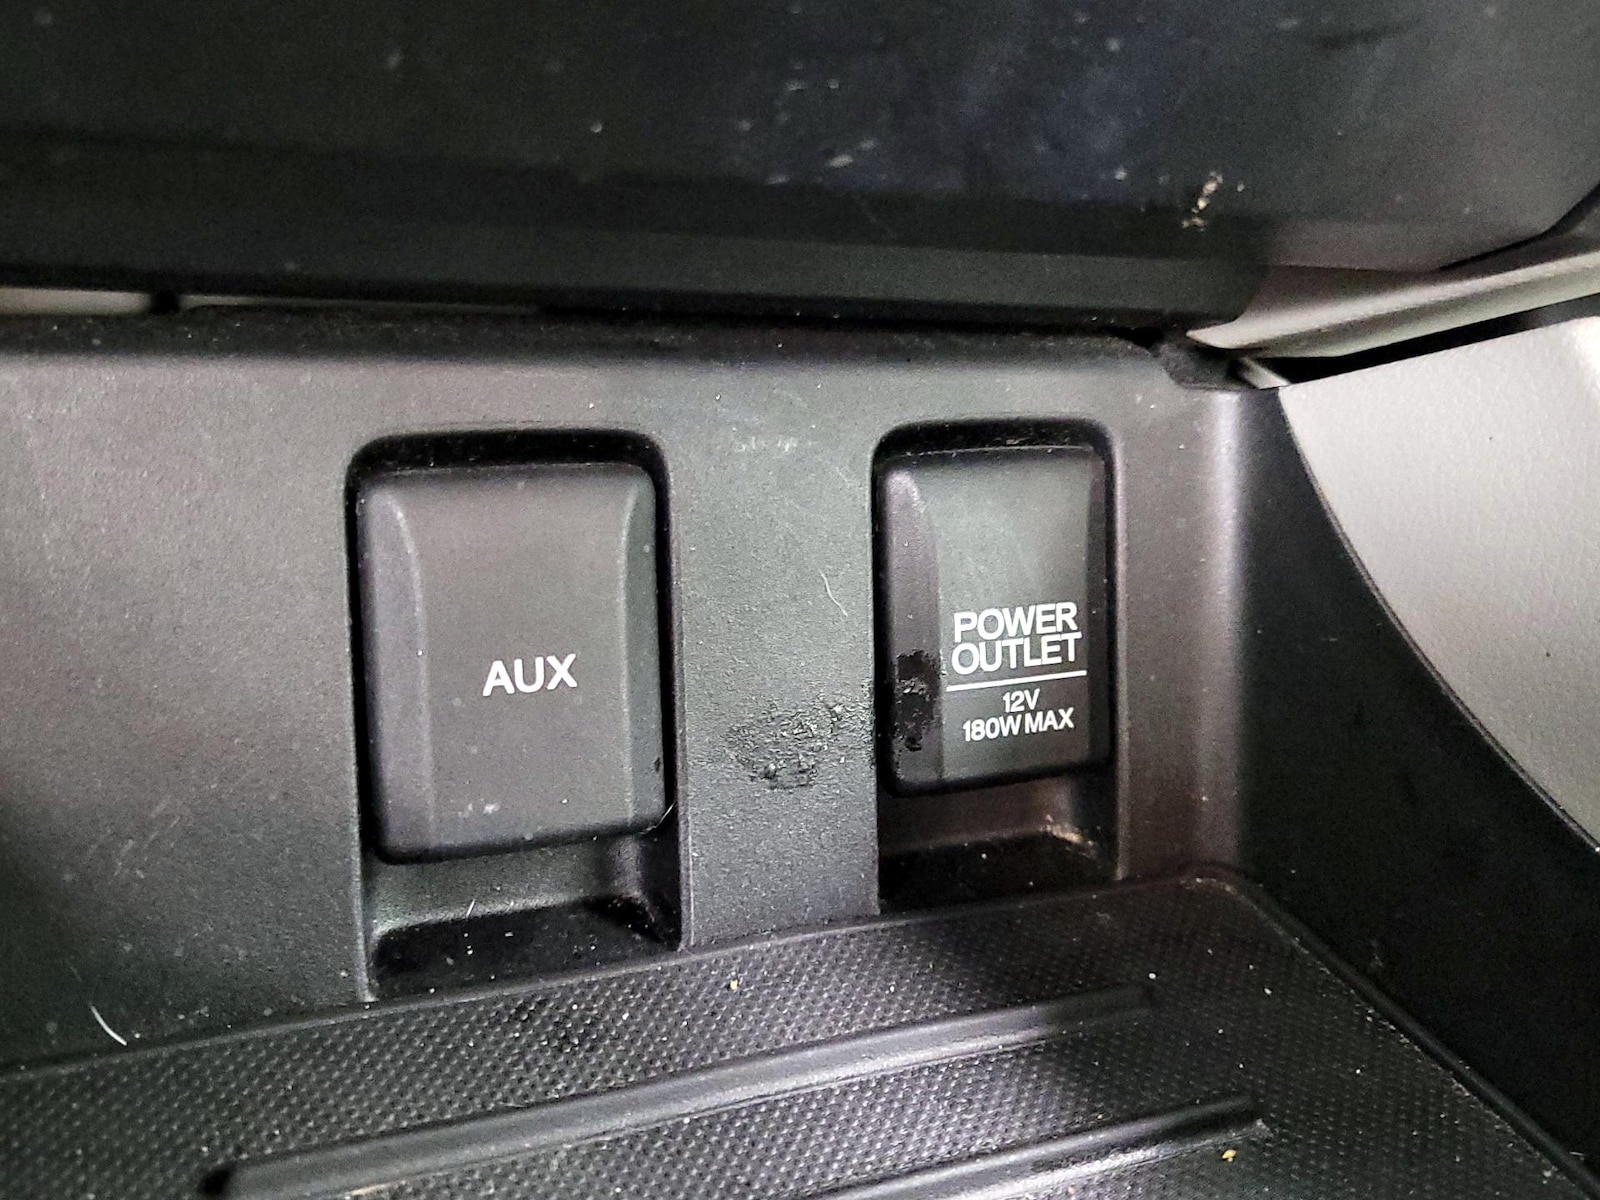 AUX
POWER
OUTLET
12V
180W MAX